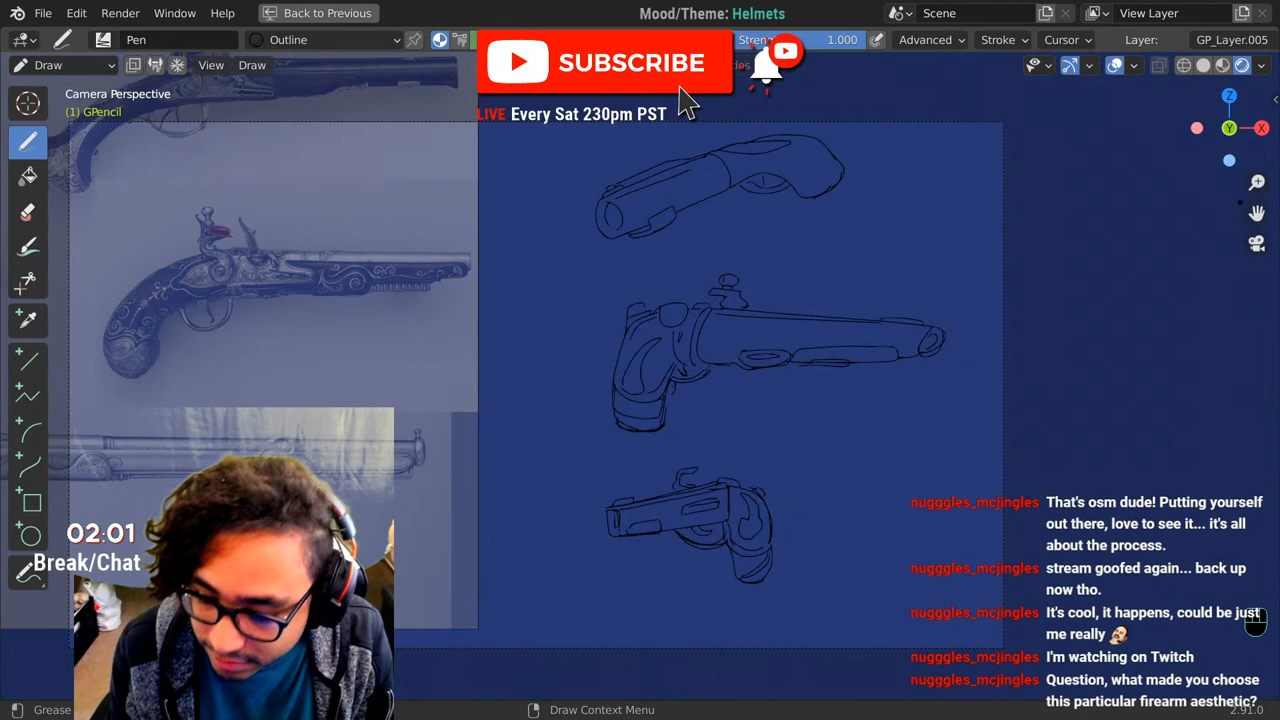 File Edit Render Window Help Back to Previous Mood/Theme: Helmets Scene View Layer
Pen Outline 1.000 Advanced Stroke Cursor Layer: GP_Layer.005
SUBSCRIBE
Draw View Draw
Camera Perspective
(1) GPencil
LIVE Every Sat 230pm PST
Z
Y
X
nugggles_mcjingles That's osm dude! Putting yourself
out there, love to see it... it's all
about the process.
nugggles_mcjingles stream goofed again... back up
now tho.
nugggles_mcjingles It's cool, it happens, could be just
me really
nugggles_mcjingles I'm watching on Twitch
nugggles_mcjingles Question, what made you choose
this particular firearm aesthetic?
02:01
Break/Chat
Grease
Draw Context Menu
2.91.0